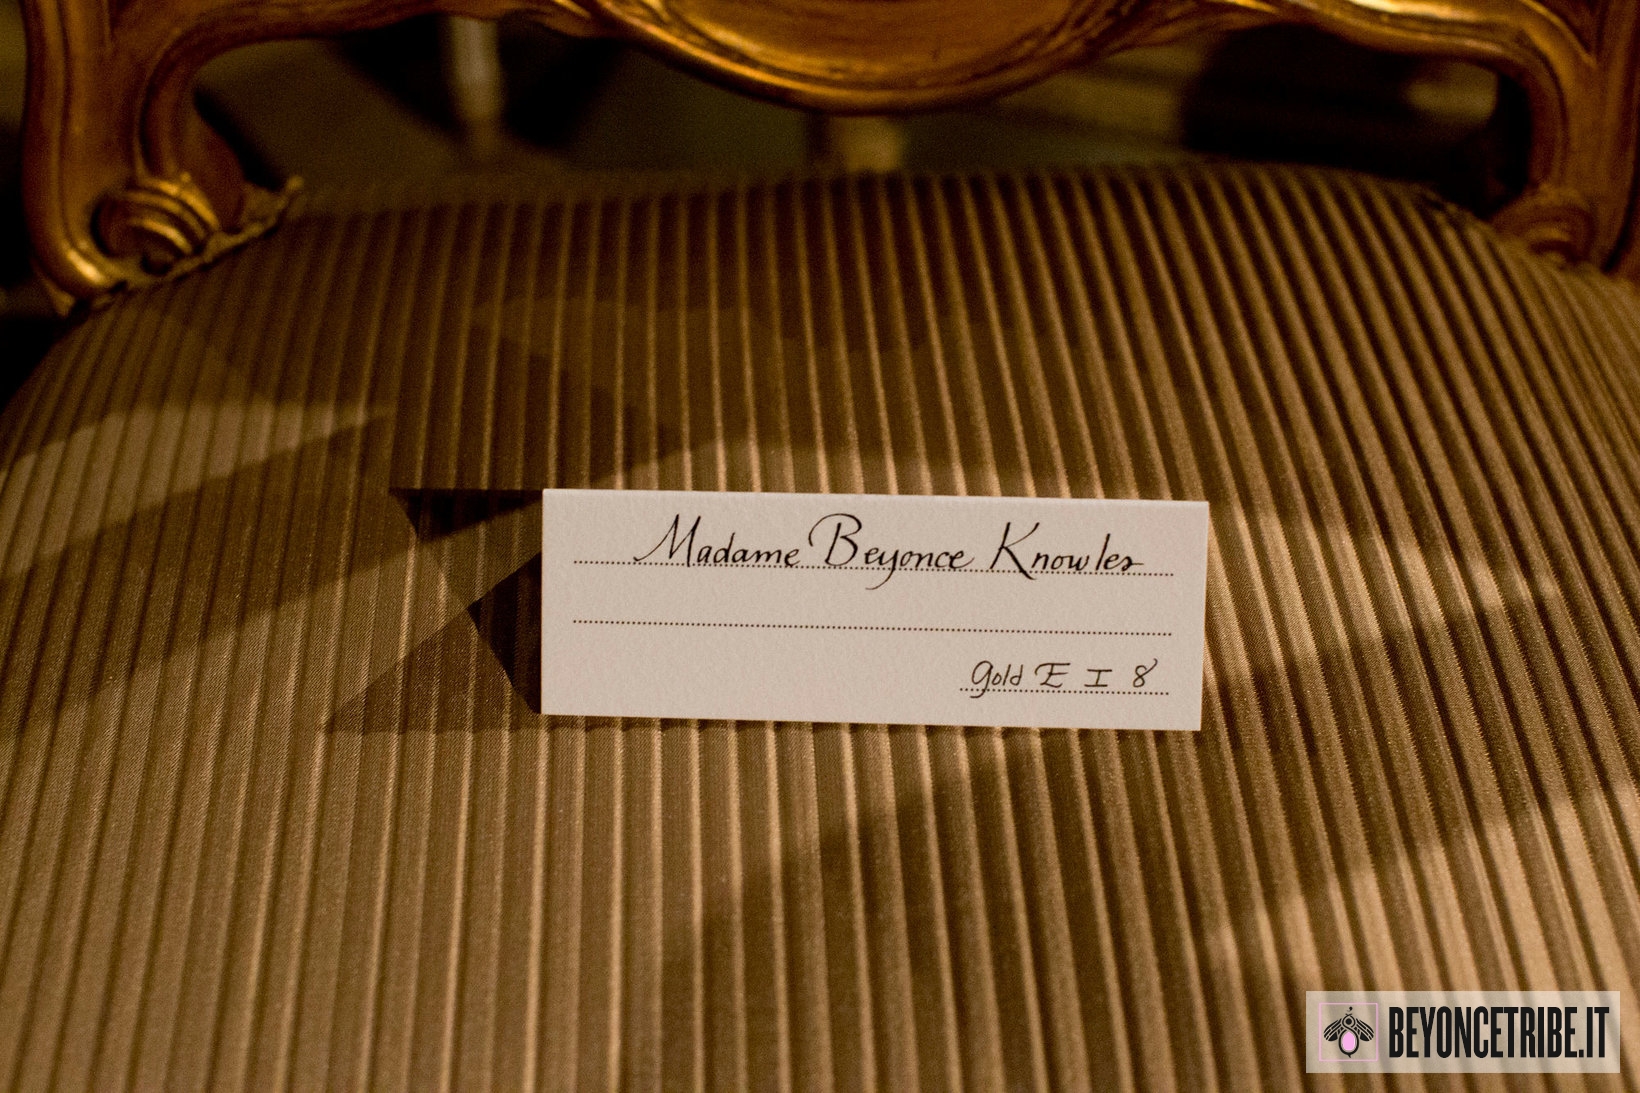 Madame Beyonce Knowles
Gold E I 8
BEYONCETRIBE.IT